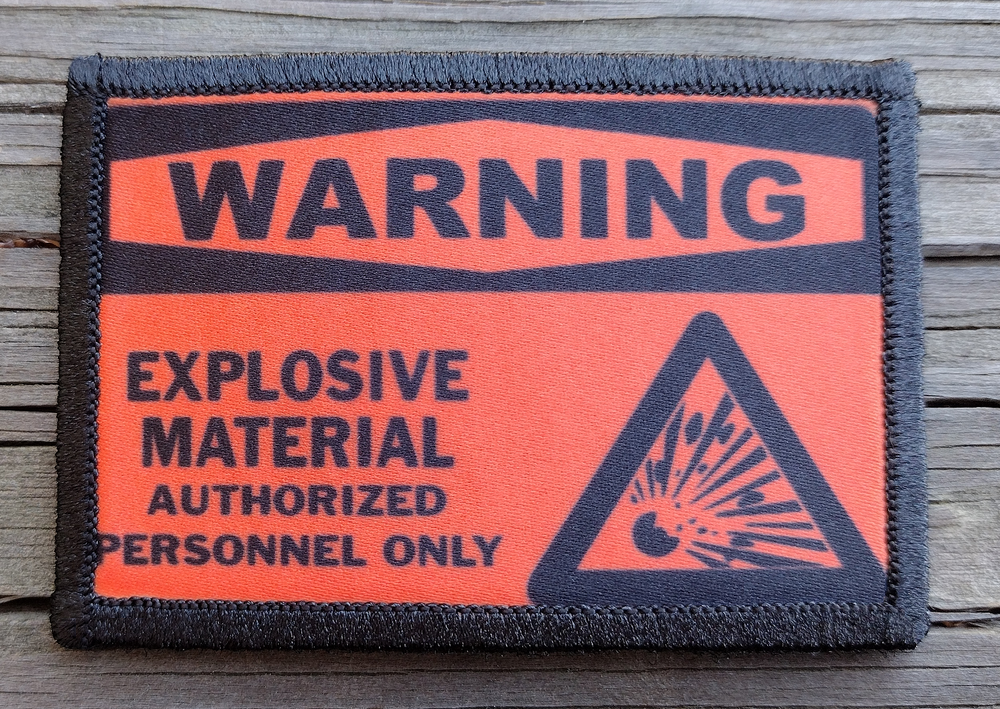 WARNING
EXPLOSIVE
MATERIAL
AUTHORIZED
PERSONNEL ONLY